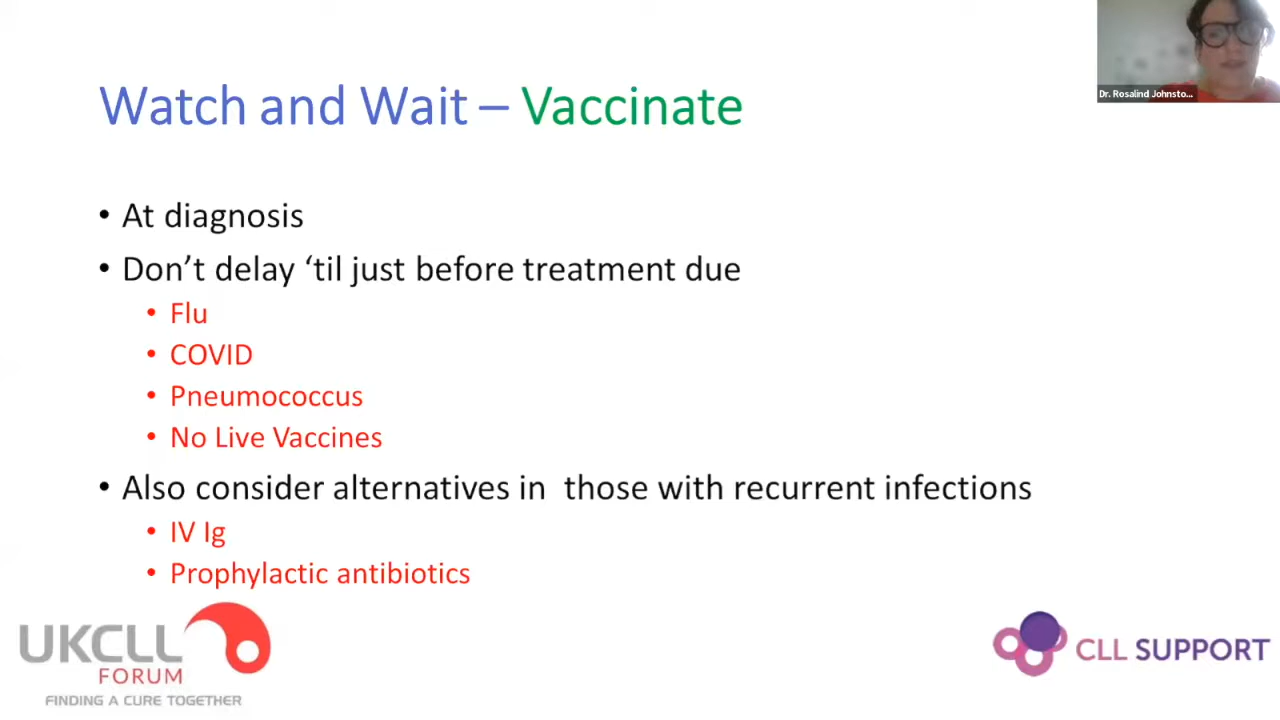 Dr. Rosalind Johnsto...
Watch and Wait – Vaccinate
• At diagnosis
• Don’t delay ‘til just before treatment due
• Flu
• COVID
• Pneumococcus
• No Live Vaccines
• Also consider alternatives in  those with recurrent infections
• IV Ig
• Prophylactic antibiotics
UKCLL
FORUM
FINDING A CURE TOGETHER
CLL SUPPORT